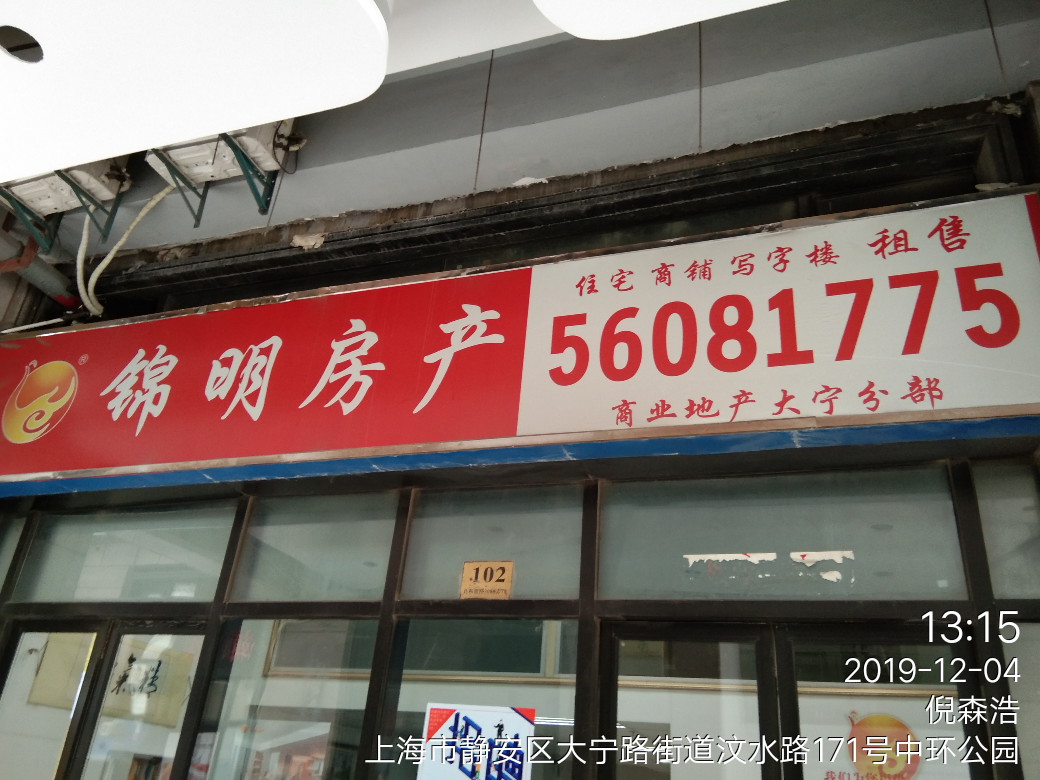 住宅 商铺 写字楼 租售
®
锦明房产
56081775
商业地产大宁分部
102
13:15
2019-12-04
倪森浩
上海市静安区大宁路街道汶水路171号中环公园